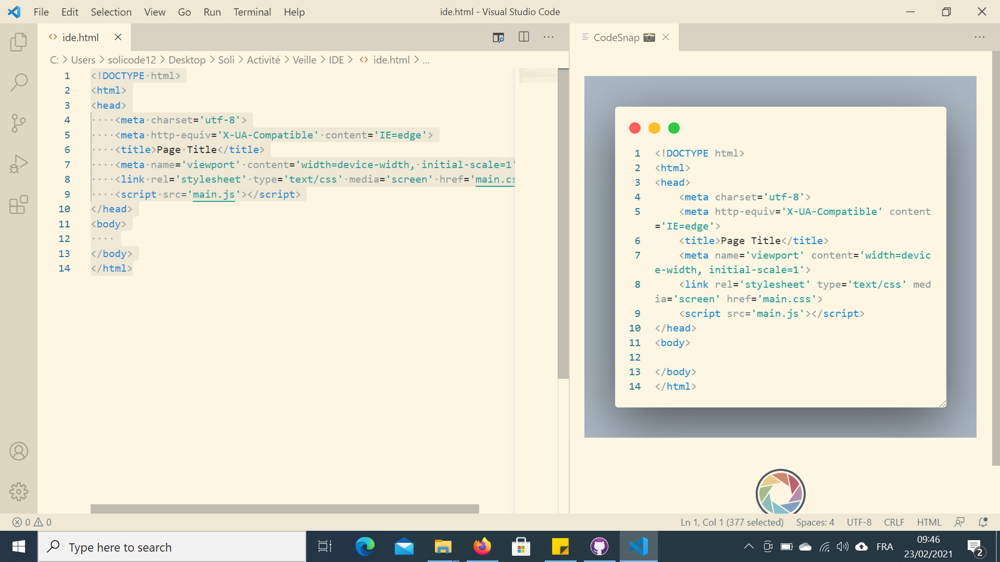 File Edit Selection View Go Run Terminal Help
ide.html - Visual Studio Code
ide.html
C: > Users > solicode12 > Desktop > Soli > Activité > Veille > IDE > <> ide.html > ...
1 <!DOCTYPE·html>
2 <html>
3 <head>
4 ····<meta·charset='utf-8'>
5 ····<meta·http-equiv='X-UA-Compatible'·content='IE=edge'>
6 ····<title>Page·Title</title>
7 ····<meta·name='viewport'·content='width=device-width,·initial-scale=1'
8 ····<link·rel='stylesheet'·type='text/css'·media='screen'·href='main.cs
9 ····<script·src='main.js'></script>
10 </head>
11 <body>
12 ····
13 </body>
14 </html>
CodeSnap
1 <!DOCTYPE html>
2 <html>
3 <head>
4     <meta charset='utf-8'>
5     <meta http-equiv='X-UA-Compatible' content
='IE=edge'>
6     <title>Page Title</title>
7     <meta name='viewport' content='width=devic
e-width, initial-scale=1'>
8     <link rel='stylesheet' type='text/css' med
ia='screen' href='main.css'>
9     <script src='main.js'></script>
10 </head>
11 <body>
12
13 </body>
14 </html>
0 0
Ln 1, Col 1 (377 selected) Spaces: 4 UTF-8 CRLF HTML
Type here to search
FRA
09:46
23/02/2021
2